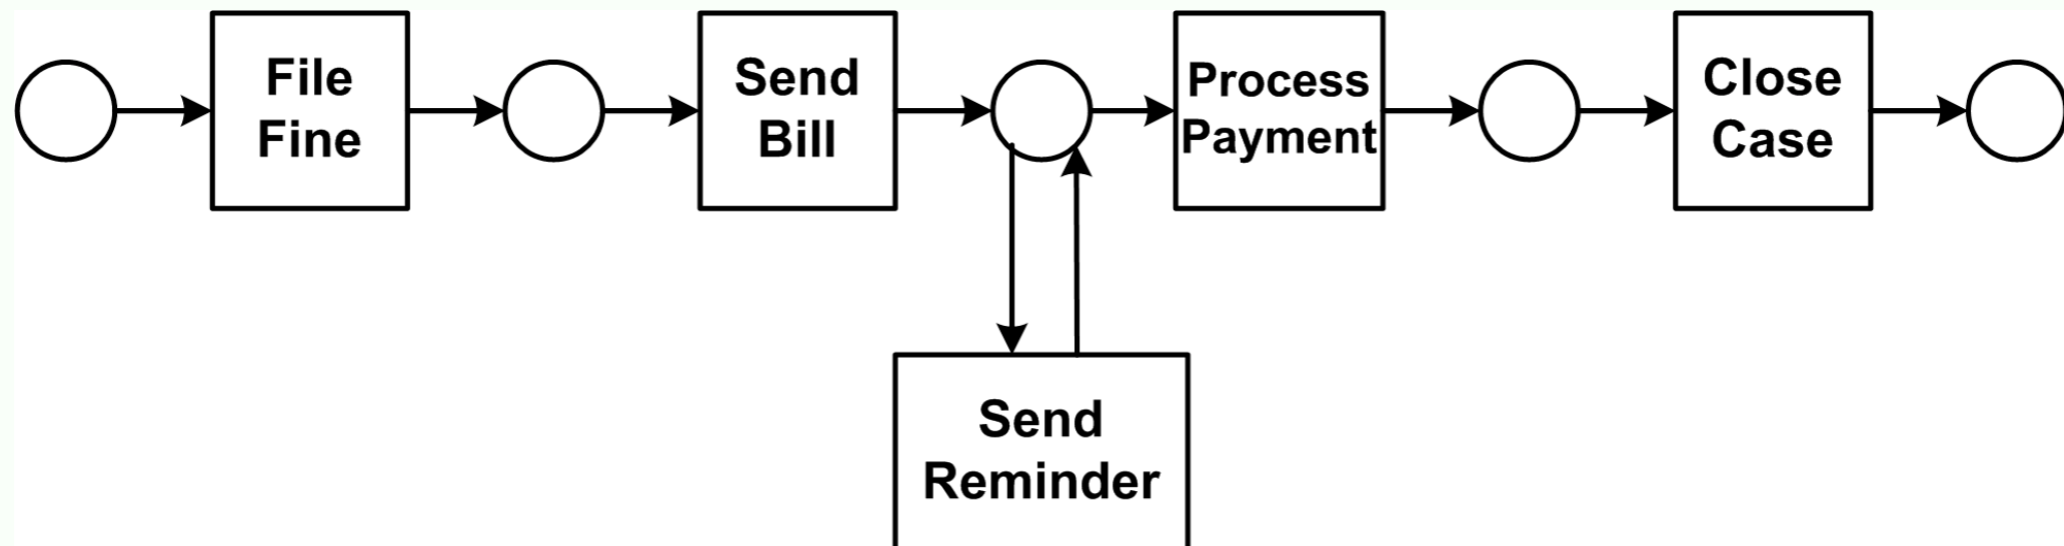 File
Fine
Send
Bill
Process
Payment
Close
Case
Send
Reminder